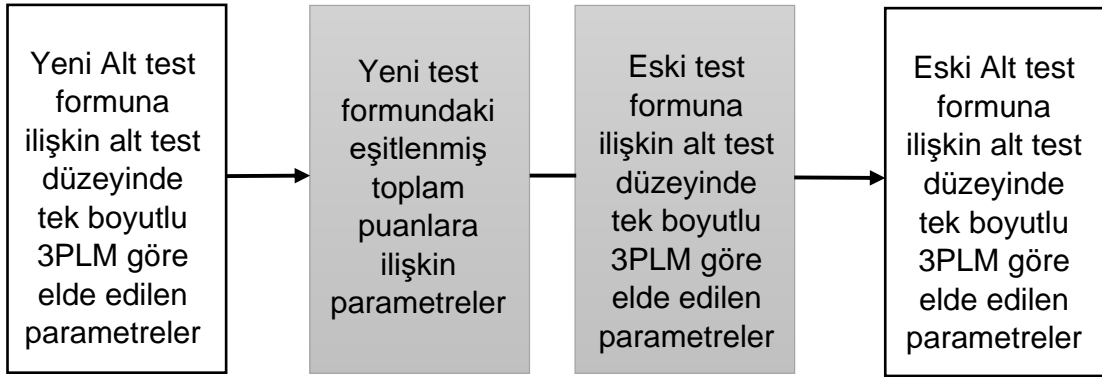 Yeni Alt test
formuna
ilişkin alt test
düzeyinde
tek boyutlu
3PLM göre
elde edilen
parametreler
Yeni test
formundaki
eşitlenmiş
toplam
puanlara
ilişkin
parametreler
Eski test
formuna
ilişkin alt test
düzeyinde
tek boyutlu
3PLM göre
elde edilen
parametreler
Eski Alt test
formuna
ilişkin alt test
düzeyinde
tek boyutlu
3PLM göre
elde edilen
parametreler